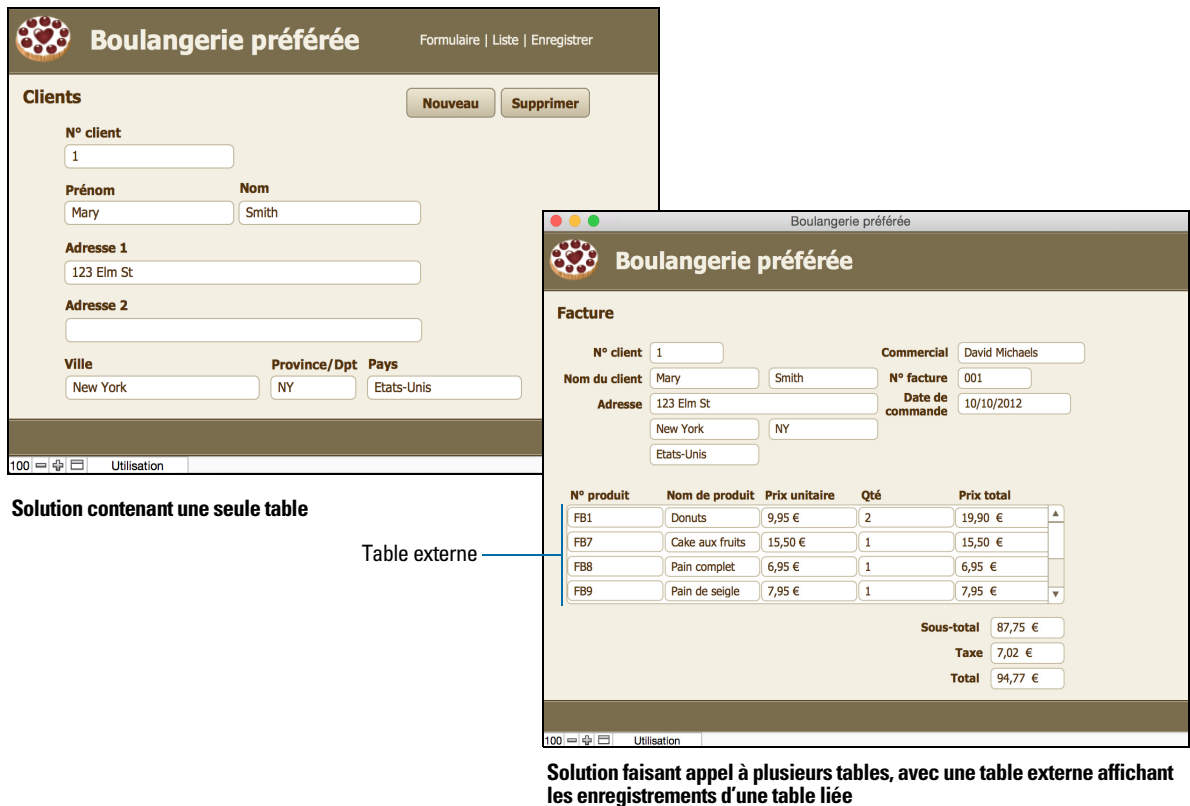 Boulangerie préférée
Formulaire | Liste | Enregistrer
Clients
Nouveau Supprimer
N° client
1
Prénom Nom
Mary Smith
Adresse 1
123 Elm St
Adresse 2
Ville Province/Dpt Pays
New York NY Etats-Unis
100 Utilisation
Solution contenant une seule table
Boulangerie préférée
Boulangerie préférée
Facture
N° client 1 Commercial David Michaels
Nom du client Mary Smith N° facture 001
Adresse 123 Elm St Date de commande 10/10/2012
New York NY
Etats-Unis
N° produit Nom de produit Prix unitaire Qté Prix total
FB1 Donuts 9,95 € 2 19,90 €
FB7 Cake aux fruits 15,50 € 1 15,50 €
FB8 Pain complet 6,95 € 1 6,95 €
FB9 Pain de seigle 7,95 € 1 7,95 €
Table externe
Sous-total 87,75 €
Taxe 7,02 €
Total 94,77 €
100 Utilisation
Solution faisant appel à plusieurs tables, avec une table externe affichant
les enregistrements d'une table liée